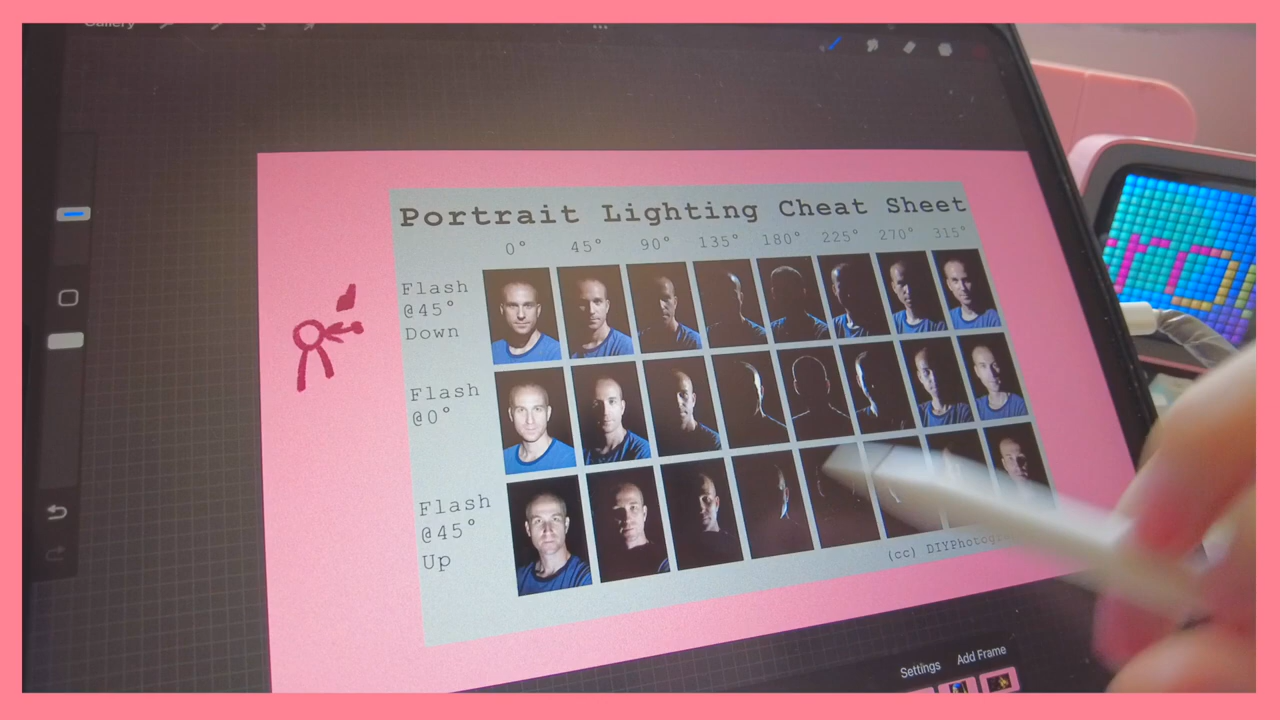 Gallery
Portrait Lighting Cheat Sheet
0° 45° 90° 135° 180° 225° 270° 315°
Flash
@45°
Down
Flash
@0°
Flash
@45°
Up
(cc)
Settings Add Frame